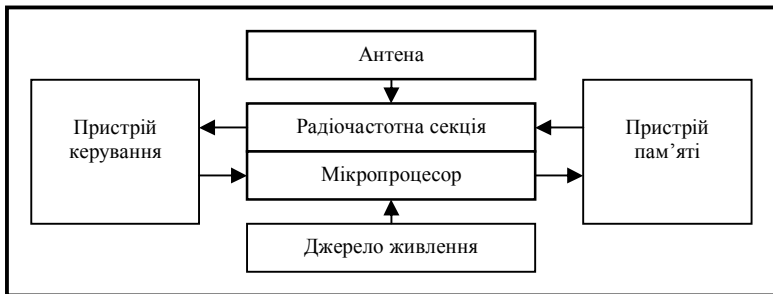 Антена
Пристрій
керування
Радіочастотна секція
Мікропроцесор
Пристрій
пам’яті
Джерело живлення